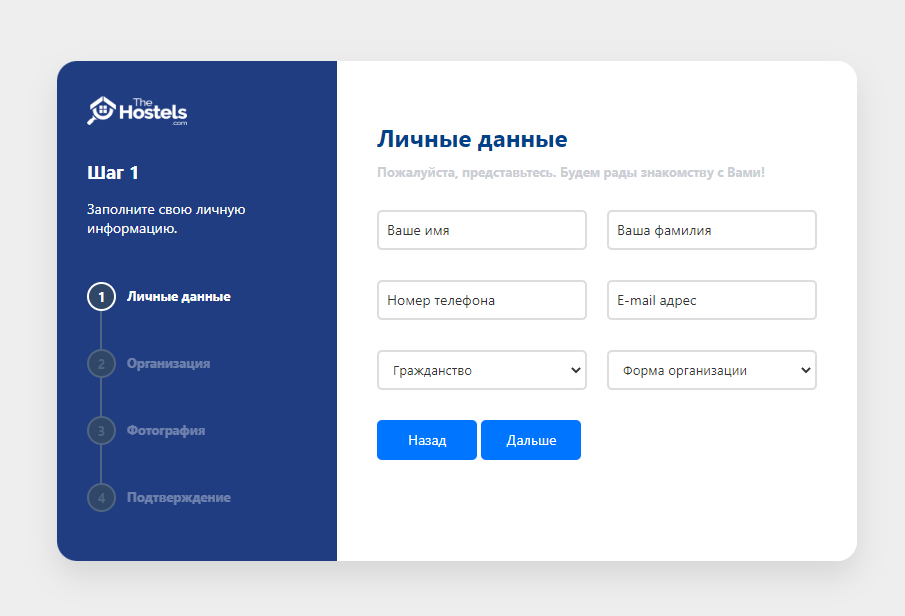 The
Hostels
.com
Шаг 1
Заполните свою личную
информацию.
1 Личные данные
2 Организация
3 Фотография
4 Подтверждение
Личные данные
Пожалуйста, представьтесь. Будем рады знакомству с Вами!
Ваше имя Ваша фамилия
Номер телефона E-mail адрес
Гражданство Форма организации
Назад Дальше